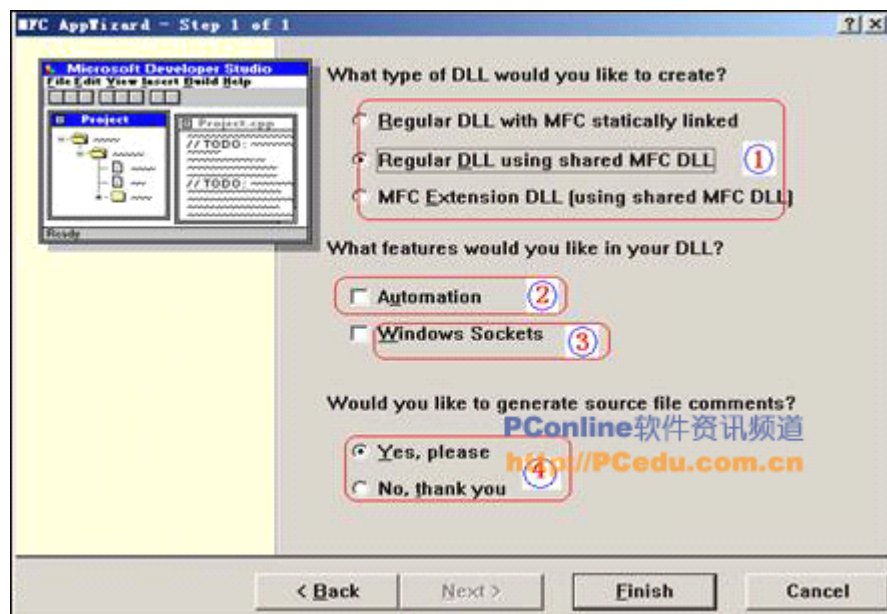 MFC AppWizard - Step 1 of 1
Microsoft Developer Studio
File Edit View Insert Build Help
Project
Project.cpp
// TODO:
// TODO:
Ready
What type of DLL would you like to create?
Regular DLL with MFC statically linked
Regular DLL using shared MFC DLL
①
MFC Extension DLL (using shared MFC DLL)
What features would you like in your DLL?
Automation
②
Windows Sockets
③
Would you like to generate source file comments?
PConline软件资讯频道
Yes, please
http://PCedu.com.cn
④
No, thank you
< Back
Next >
Finish
Cancel